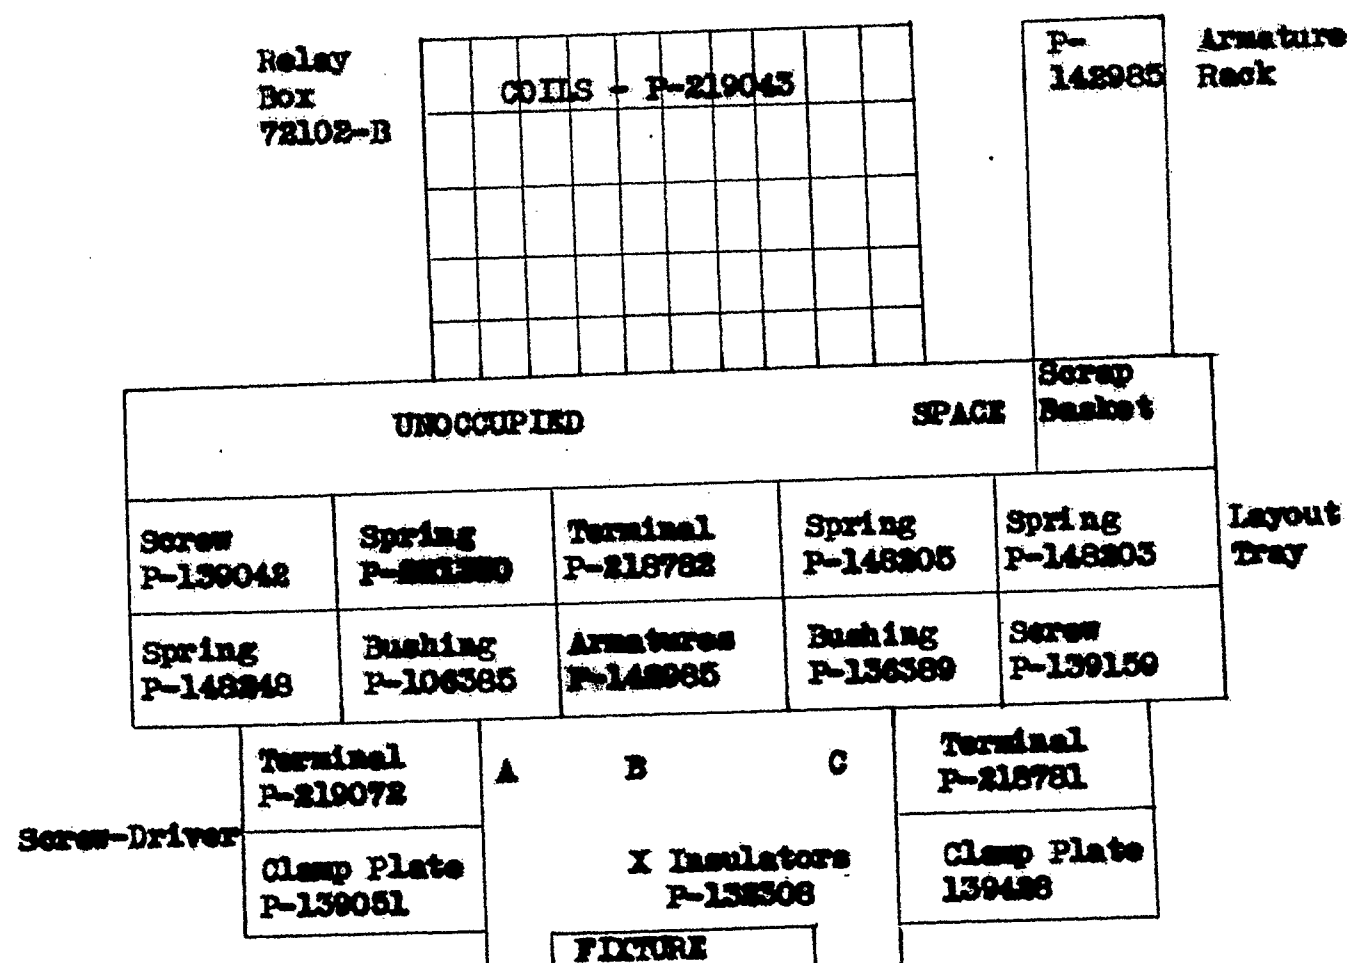 Relay
Box
72102-B
COILS - P-219043
P-
142985
Armature
Rack
UNOCCUPIED SPACE
Scrap
Basket
Screw
P-139042
Spring
Terminal
P-218782
Spring
P-148205
Spring
P-148203
Layout
Tray
Spring
P-148248
Bushing
P-106385
Armatures
P-142985
Bushing
P-136389
Screw
P-139159
Terminal
P-219072
A B C
Terminal
P-218781
Screw-Driver
Clamp Plate
P-139051
X Insulators
P-132308
Clamp Plate
139428
FIXTURE